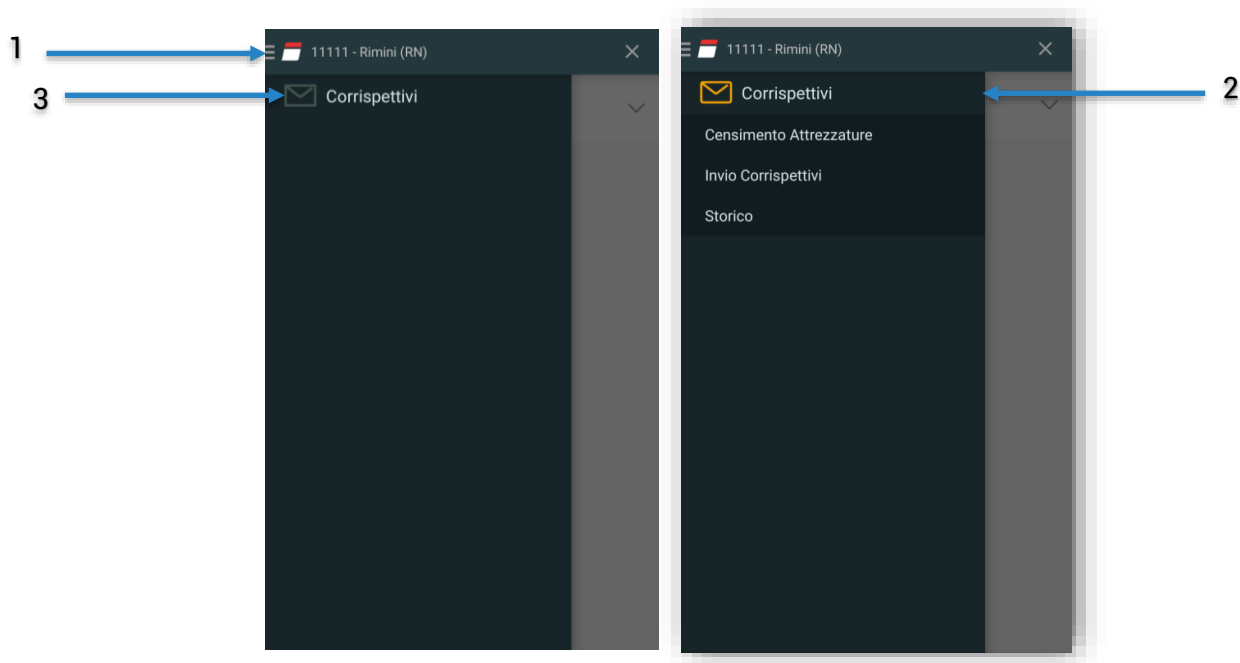 1
11111 - Rimini (RN)
3
Corrispettivi
11111 - Rimini (RN)
Corrispettivi
2
Censimento Attrezzature
Invio Corrispettivi
Storico